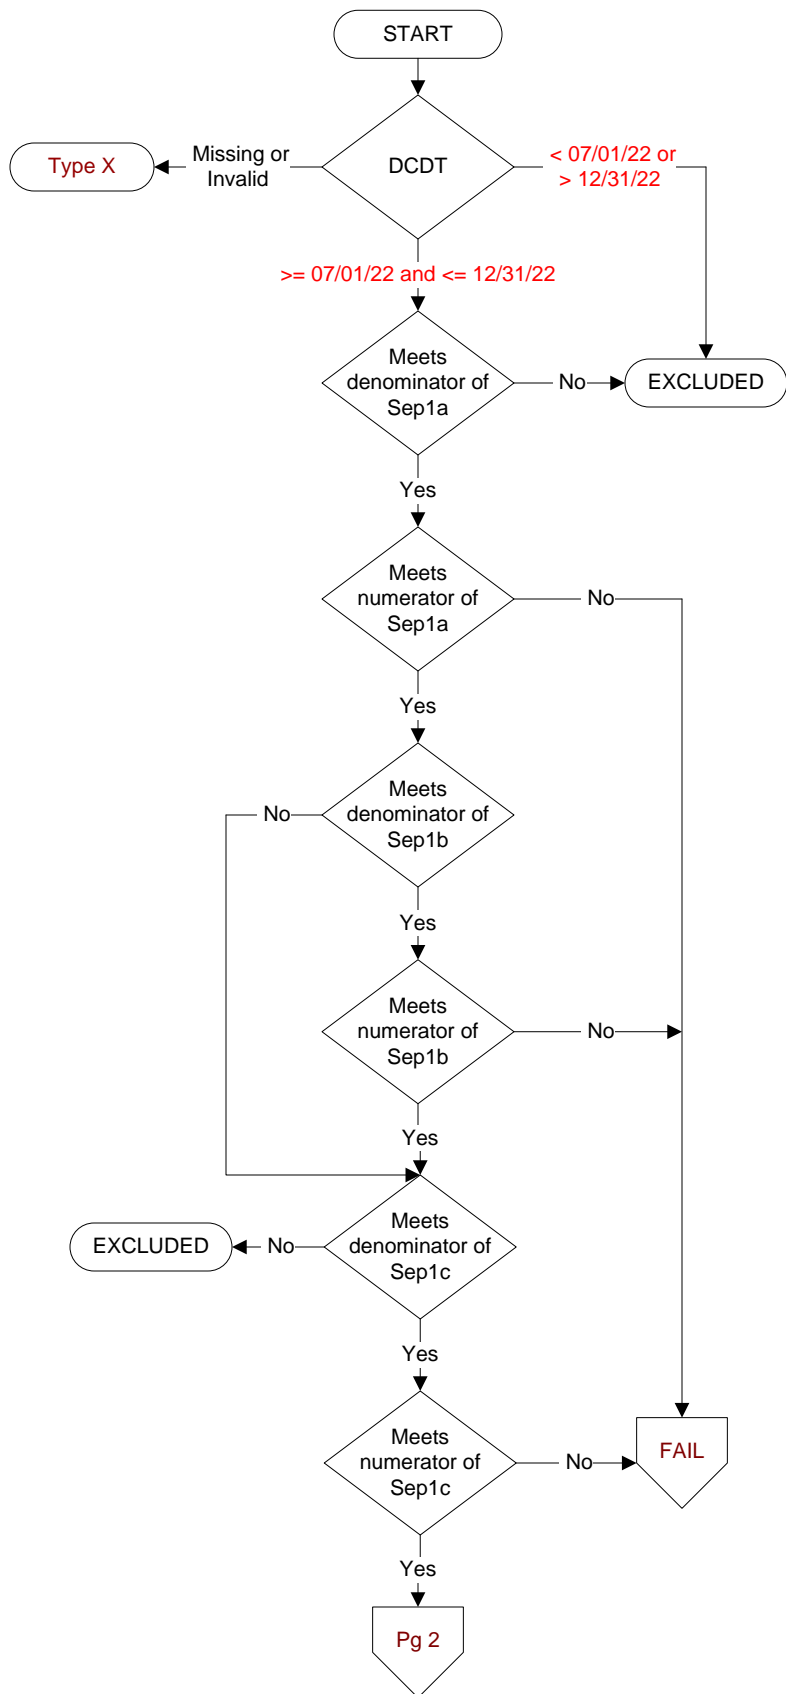 START
DCDT
Missing or
Invalid
Type X
< 07/01/22 or
> 12/31/22
>= 07/01/22 and <= 12/31/22
Meets
denominator of
Sep1a
No
EXCLUDED
Yes
Meets
numerator of
Sep1a
No
Yes
Meets
denominator of
Sep1b
No
Yes
Meets
numerator of
Sep1b
No
Yes
Meets
denominator of
Sep1c
No
EXCLUDED
Yes
Meets
numerator of
Sep1c
No
FAIL
Yes
Pg 2